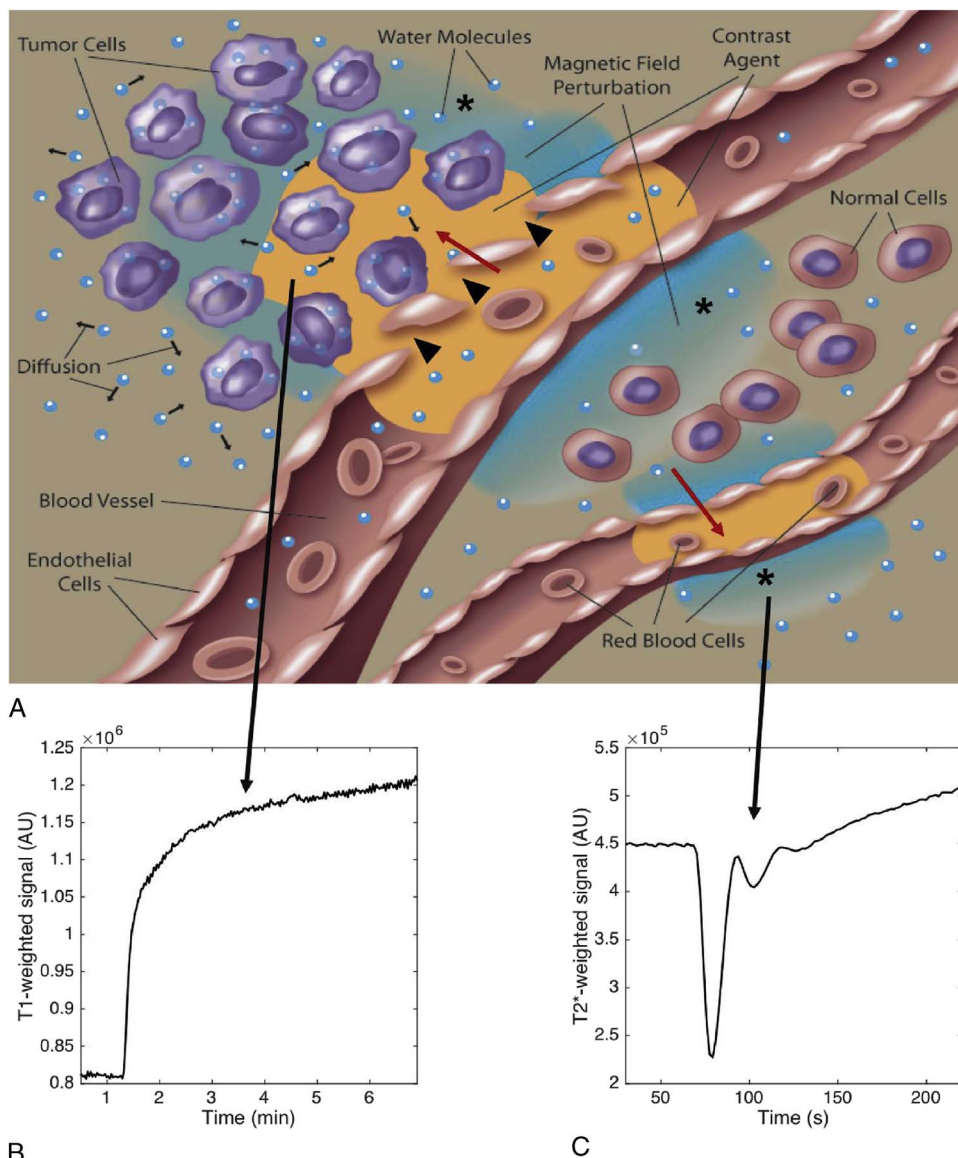 Tumor Cells
Water Molecules
Contrast
Agent
Magnetic Field
Perturbation
*
Normal Cells
*
Diffusion
Blood Vessel
Endothelial
Cells
*
Red Blood Cells
A
×10⁶
1.25
1.2
1.15
1.1
1.05
1
0.95
0.9
0.85
0.8
T1-weighted signal (AU)
1 2 3 4 5 6
Time (min)
B
×10⁵
5.5
5
4.5
4
3.5
3
2.5
2
T2*-weighted signal (AU)
50 100 150 200
Time (s)
C